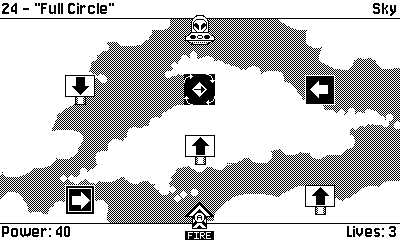 24 - "Full Circle" Sky
FIRE
Power: 40 Lives: 3